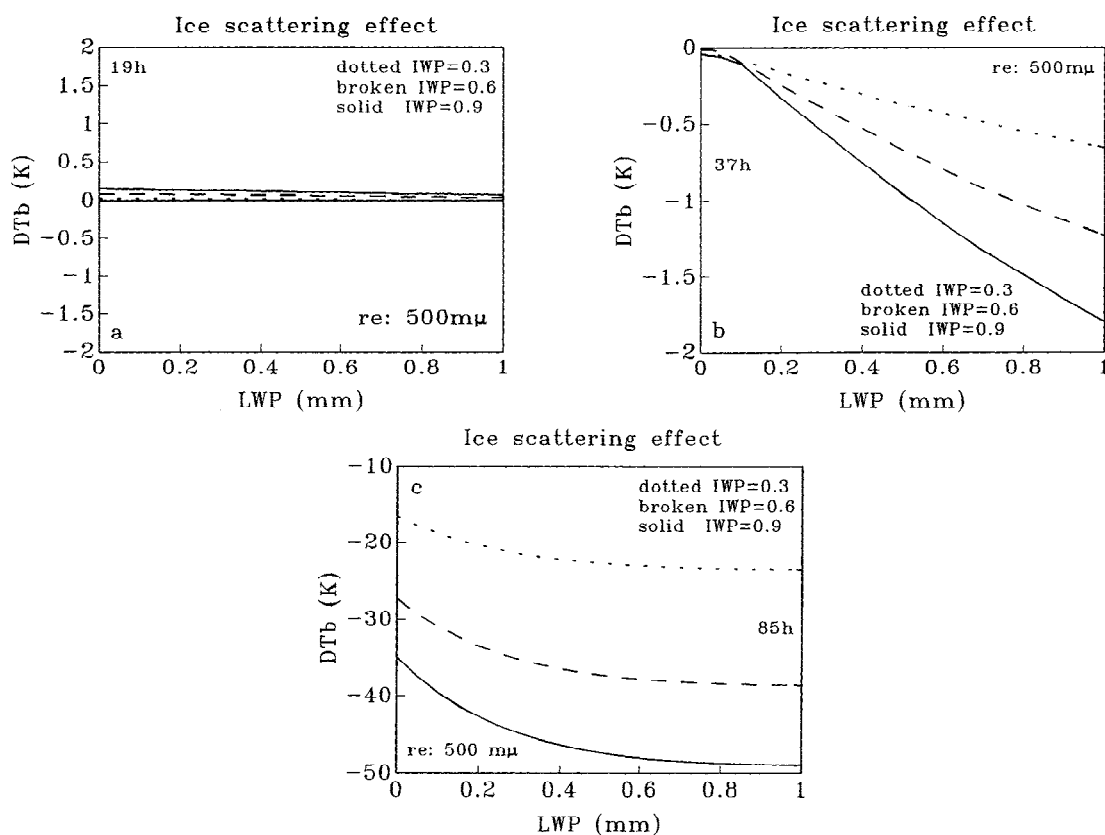 Ice scattering effect
2
1.5
1
0.5
0
−0.5
−1
−1.5
−2
DTb (K)
19h
dotted IWP=0.3
broken IWP=0.6
solid IWP=0.9
a
re: 500mμ
0 0.2 0.4 0.6 0.8 1
LWP (mm)
Ice scattering effect
0
−0.5
−1
−1.5
−2
DTb (K)
re: 500mμ
37h
dotted IWP=0.3
broken IWP=0.6
solid IWP=0.9
b
0 0.2 0.4 0.6 0.8 1
LWP (mm)
Ice scattering effect
−10
−20
−30
−40
−50
DTb (K)
c
dotted IWP=0.3
broken IWP=0.6
solid IWP=0.9
85h
re: 500 mμ
0 0.2 0.4 0.6 0.8 1
LWP (mm)